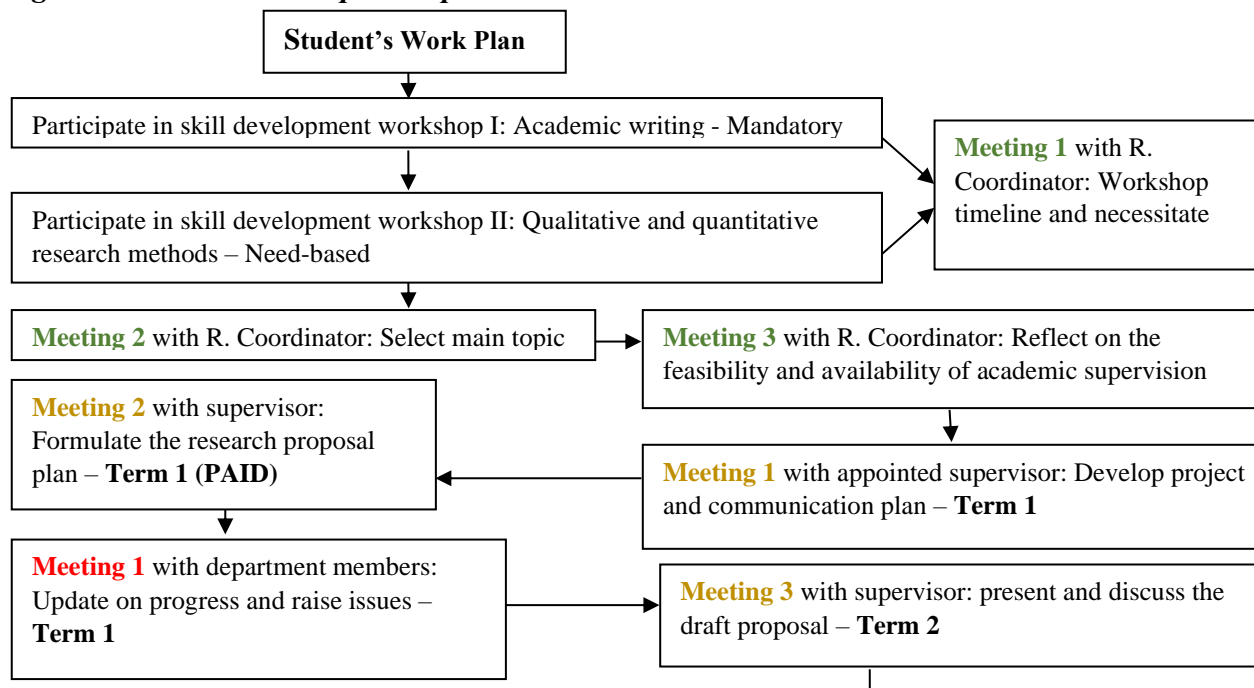 Student's Work Plan
Participate in skill development workshop I: Academic writing - Mandatory
Meeting 1 with R.
Coordinator: Workshop
timeline and necessitate
Participate in skill development workshop II: Qualitative and quantitative
research methods – Need-based
Meeting 2 with R. Coordinator: Select main topic
Meeting 3 with R. Coordinator: Reflect on the
feasibility and availability of academic supervision
Meeting 1 with appointed supervisor: Develop project
and communication plan – Term 1
Meeting 2 with supervisor:
Formulate the research proposal
plan – Term 1 (PAID)
Meeting 1 with department members:
Update on progress and raise issues –
Term 1
Meeting 3 with supervisor: present and discuss the
draft proposal – Term 2